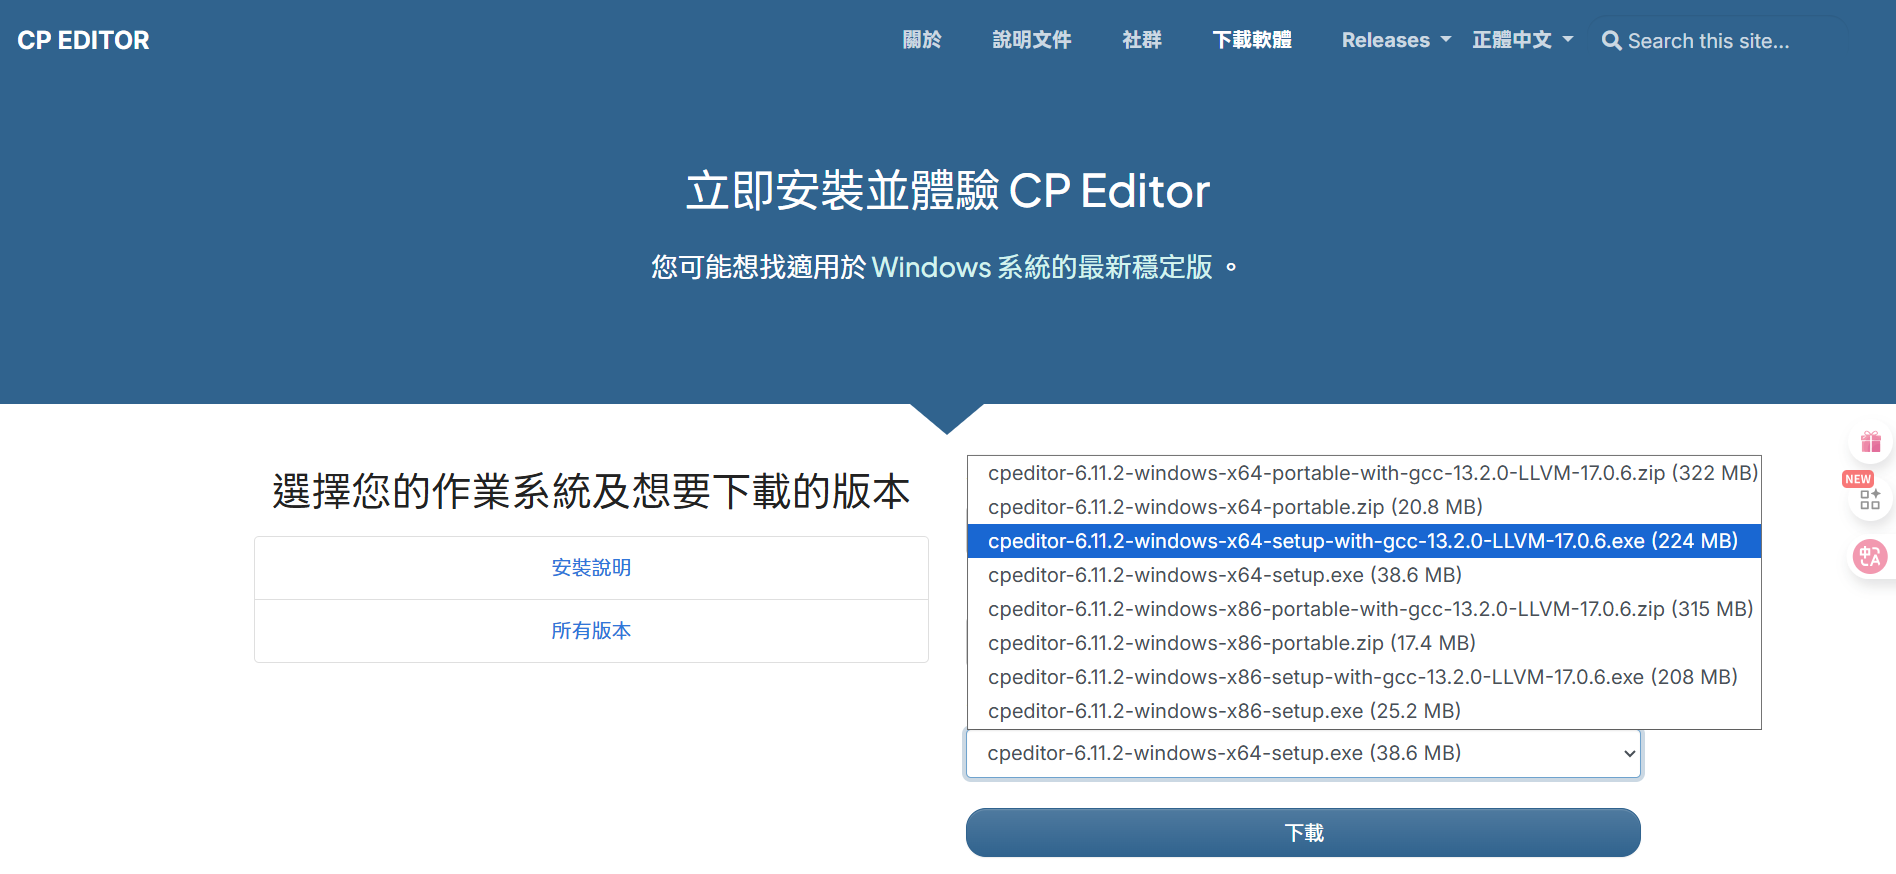 CP EDITOR
關於
說明文件
社群
下載軟體
Releases
正體中文
Search this site...
立即安裝並體驗 CP Editor
您可能想找適用於 Windows 系統的最新穩定版 。
選擇您的作業系統及想要下載的版本
安裝說明
所有版本
cpeditor-6.11.2-windows-x64-portable-with-gcc-13.2.0-LLVM-17.0.6.zip (322 MB)
cpeditor-6.11.2-windows-x64-portable.zip (20.8 MB)
cpeditor-6.11.2-windows-x64-setup-with-gcc-13.2.0-LLVM-17.0.6.exe (224 MB)
cpeditor-6.11.2-windows-x64-setup.exe (38.6 MB)
cpeditor-6.11.2-windows-x86-portable-with-gcc-13.2.0-LLVM-17.0.6.zip (315 MB)
cpeditor-6.11.2-windows-x86-portable.zip (17.4 MB)
cpeditor-6.11.2-windows-x86-setup-with-gcc-13.2.0-LLVM-17.0.6.exe (208 MB)
cpeditor-6.11.2-windows-x86-setup.exe (25.2 MB)
cpeditor-6.11.2-windows-x64-setup.exe (38.6 MB)
下載
NEW
中A